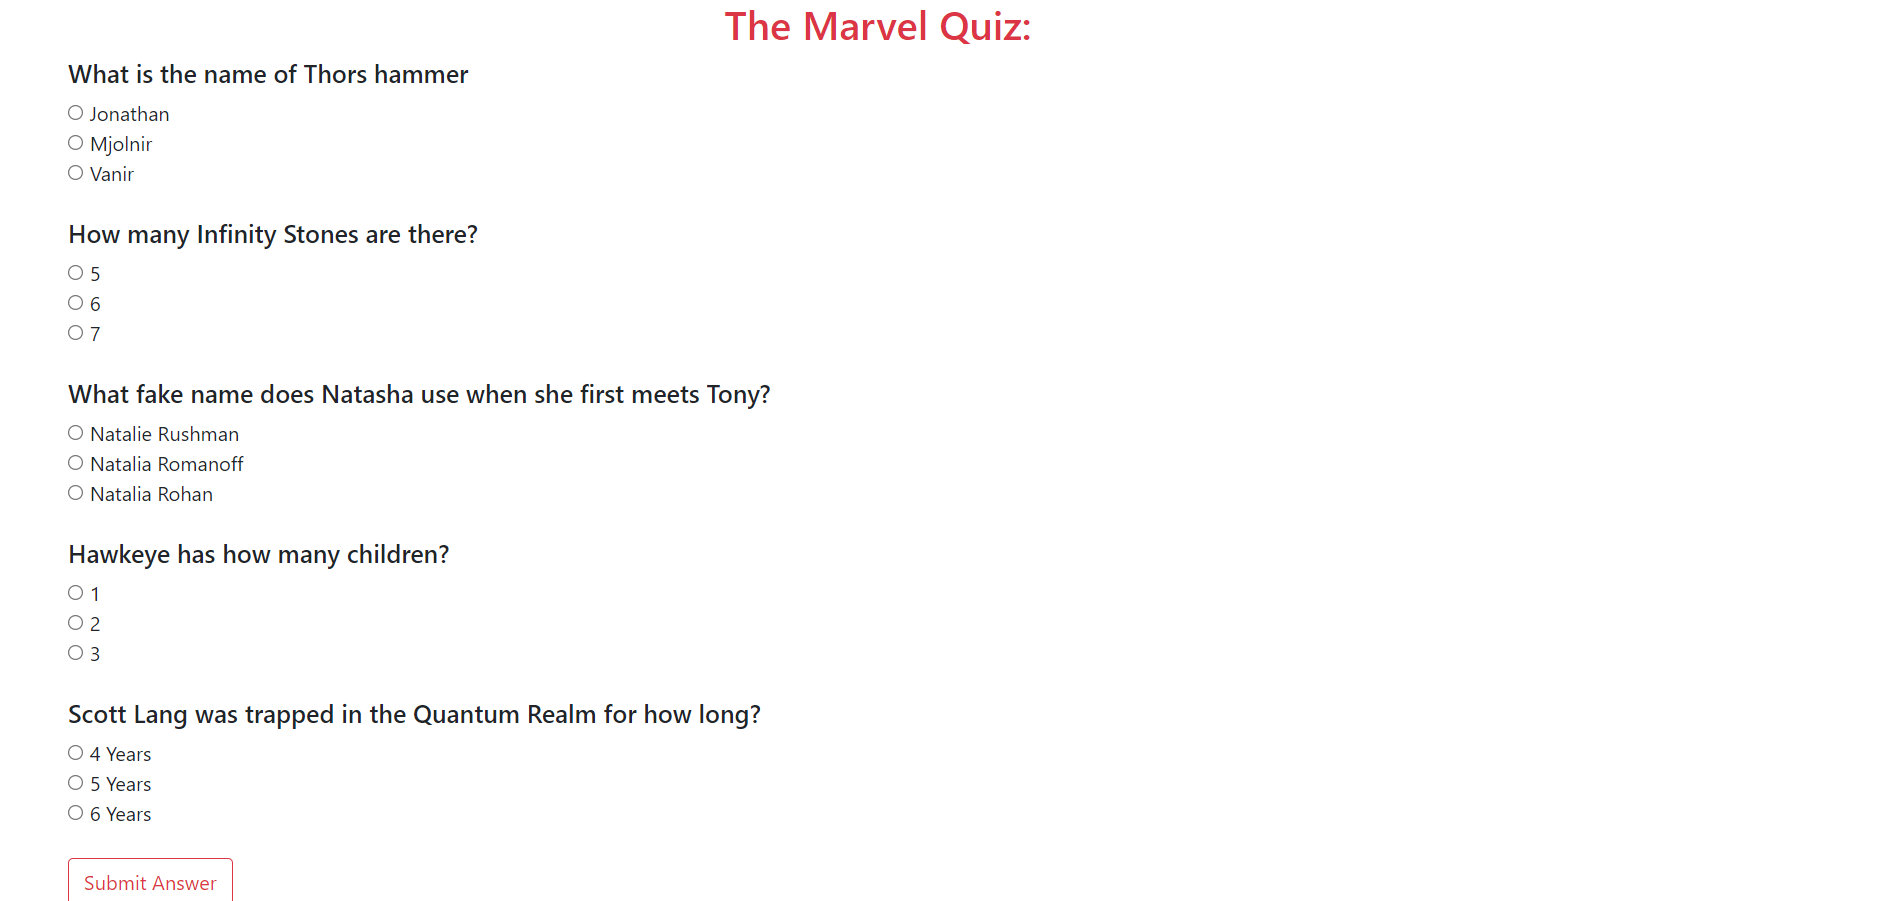 The Marvel Quiz:
What is the name of Thors hammer
Jonathan
Mjolnir
Vanir
How many Infinity Stones are there?
5
6
7
What fake name does Natasha use when she first meets Tony?
Natalie Rushman
Natalia Romanoff
Natalia Rohan
Hawkeye has how many children?
1
2
3
Scott Lang was trapped in the Quantum Realm for how long?
4 Years
5 Years
6 Years
Submit Answer